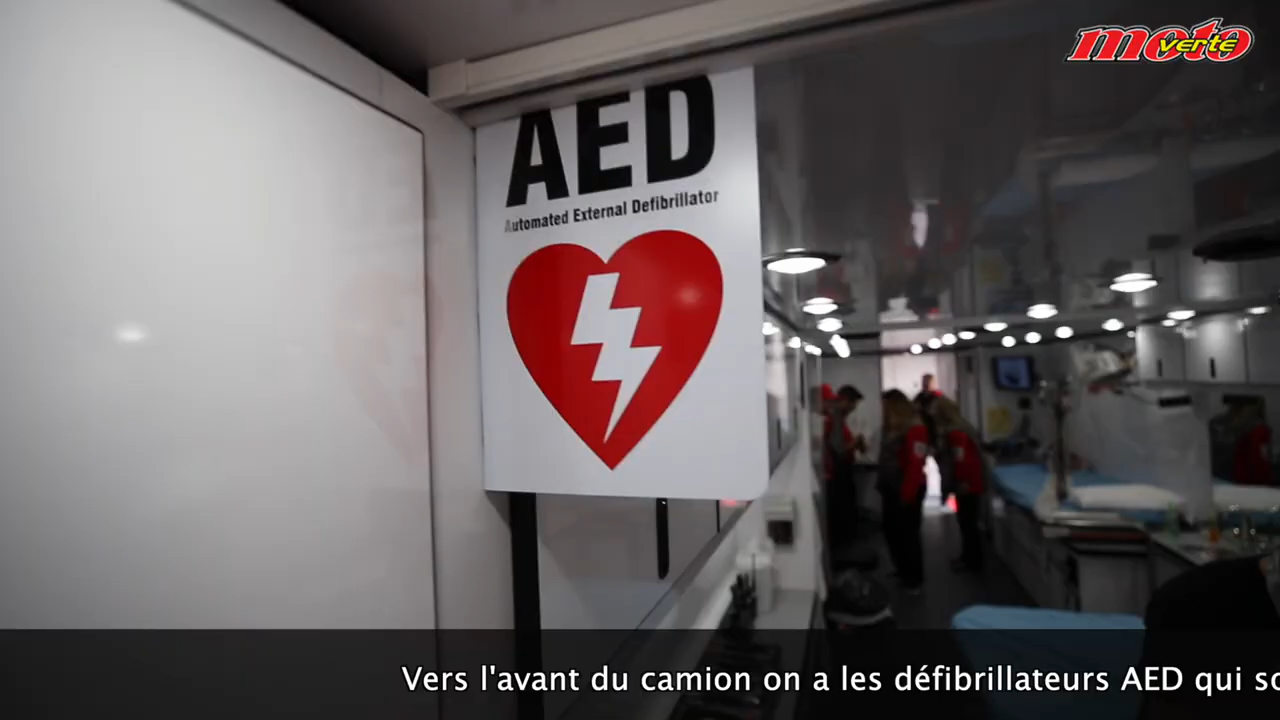 moto verte
AED
Automated External Defibrillator
Vers l'avant du camion on a les défibrillateurs AED qui so